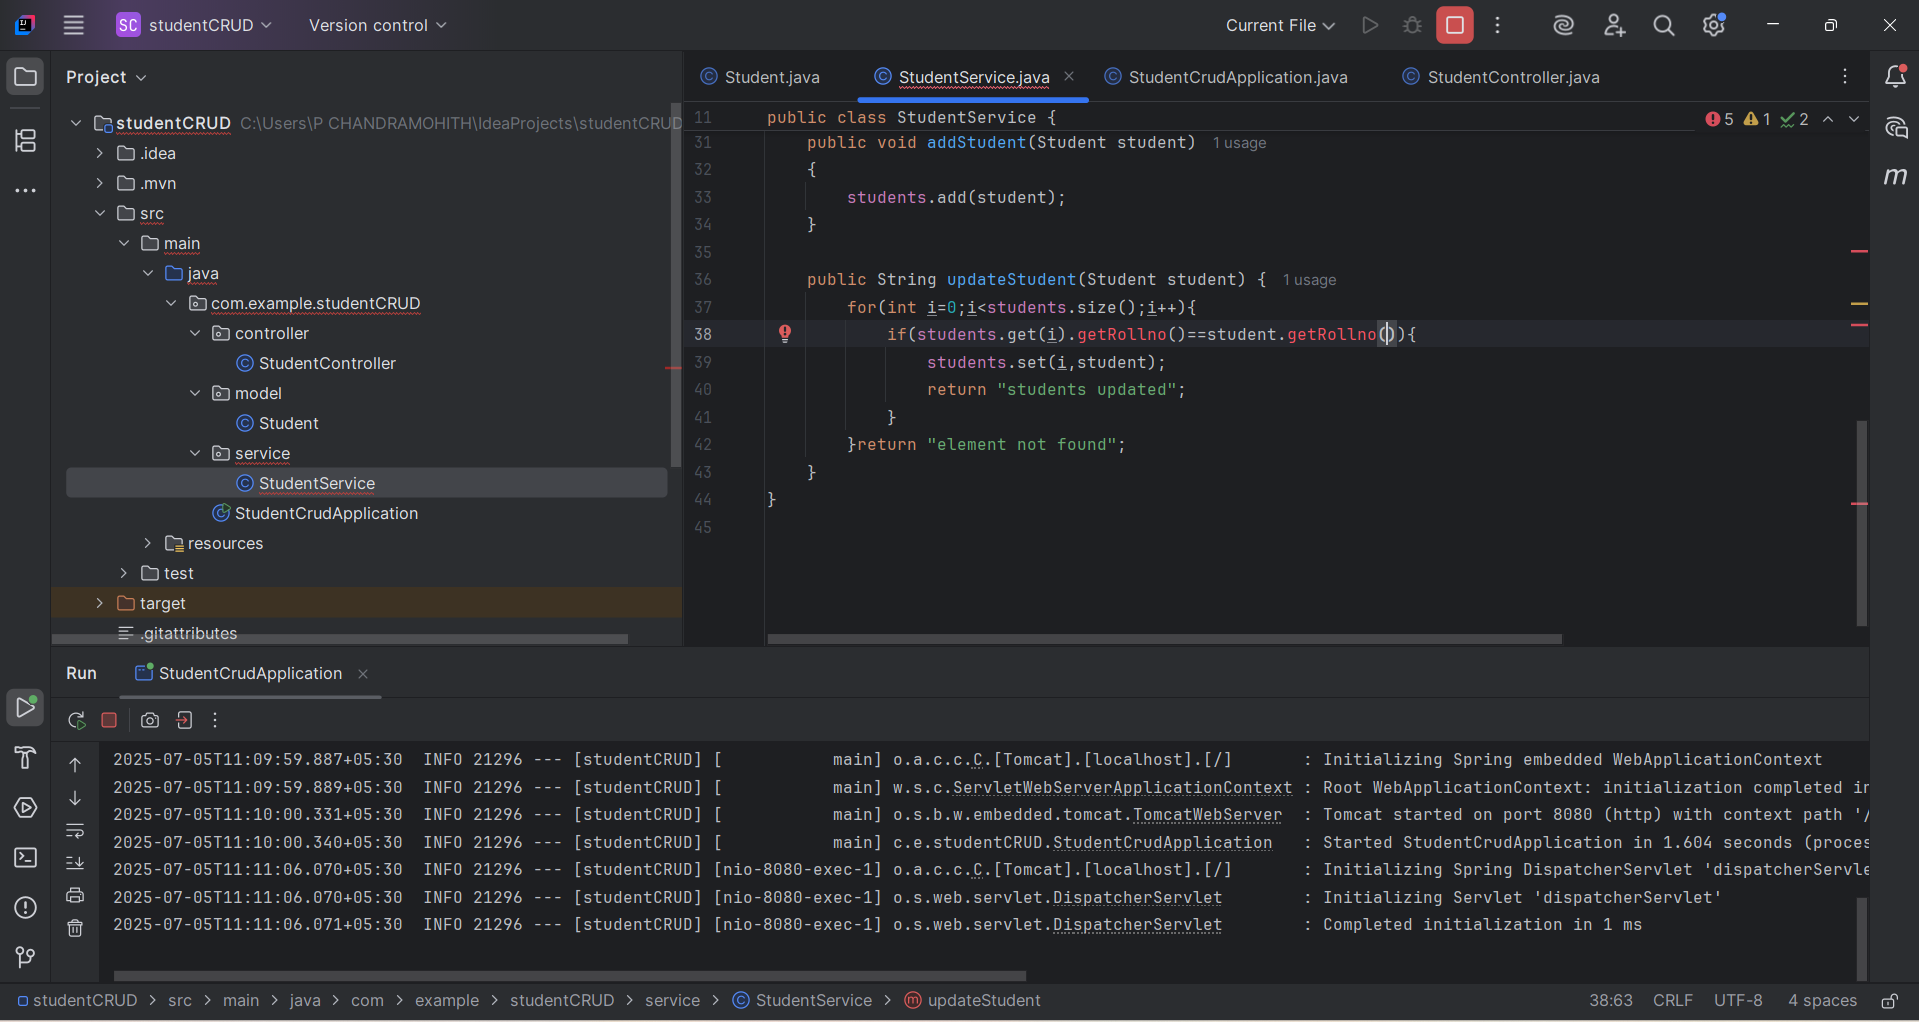 SC studentCRUD Version control Current File
Project
studentCRUD C:\Users\P CHANDRAMOHITH\IdeaProjects\studentCRUD
.idea
.mvn
src
main
java
com.example.studentCRUD
controller
StudentController
model
Student
service
StudentService
StudentCrudApplication
resources
test
target
.gitattributes
Student.java StudentService.java StudentCrudApplication.java StudentController.java
11 public class StudentService { 5 1 2
31 public void addStudent(Student student) 1 usage
32 {
33 students.add(student);
34 }
35
36 public String updateStudent(Student student) { 1 usage
37 for(int i=0;i<students.size();i++){
38 if(students.get(i).getRollno()==student.getRollno()){
39 students.set(i,student);
40 return "students updated";
41 }
42 }return "element not found";
43 }
44 }
45
Run StudentCrudApplication
2025-07-05T11:09:59.887+05:30 INFO 21296 --- [studentCRUD] [ main] o.a.c.c.C.[Tomcat].[localhost].[/] : Initializing Spring embedded WebApplicationContext
2025-07-05T11:09:59.889+05:30 INFO 21296 --- [studentCRUD] [ main] w.s.c.ServletWebServerApplicationContext : Root WebApplicationContext: initialization completed in
2025-07-05T11:10:00.331+05:30 INFO 21296 --- [studentCRUD] [ main] o.s.b.w.embedded.tomcat.TomcatWebServer : Tomcat started on port 8080 (http) with context path '/
2025-07-05T11:10:00.340+05:30 INFO 21296 --- [studentCRUD] [ main] c.e.studentCRUD.StudentCrudApplication : Started StudentCrudApplication in 1.604 seconds (proces
2025-07-05T11:11:06.070+05:30 INFO 21296 --- [studentCRUD] [nio-8080-exec-1] o.a.c.c.C.[Tomcat].[localhost].[/] : Initializing Spring DispatcherServlet 'dispatcherServle
2025-07-05T11:11:06.070+05:30 INFO 21296 --- [studentCRUD] [nio-8080-exec-1] o.s.web.servlet.DispatcherServlet : Initializing Servlet 'dispatcherServlet'
2025-07-05T11:11:06.071+05:30 INFO 21296 --- [studentCRUD] [nio-8080-exec-1] o.s.web.servlet.DispatcherServlet : Completed initialization in 1 ms
studentCRUD > src > main > java > com > example > studentCRUD > service > StudentService > updateStudent 38:63 CRLF UTF-8 4 spaces